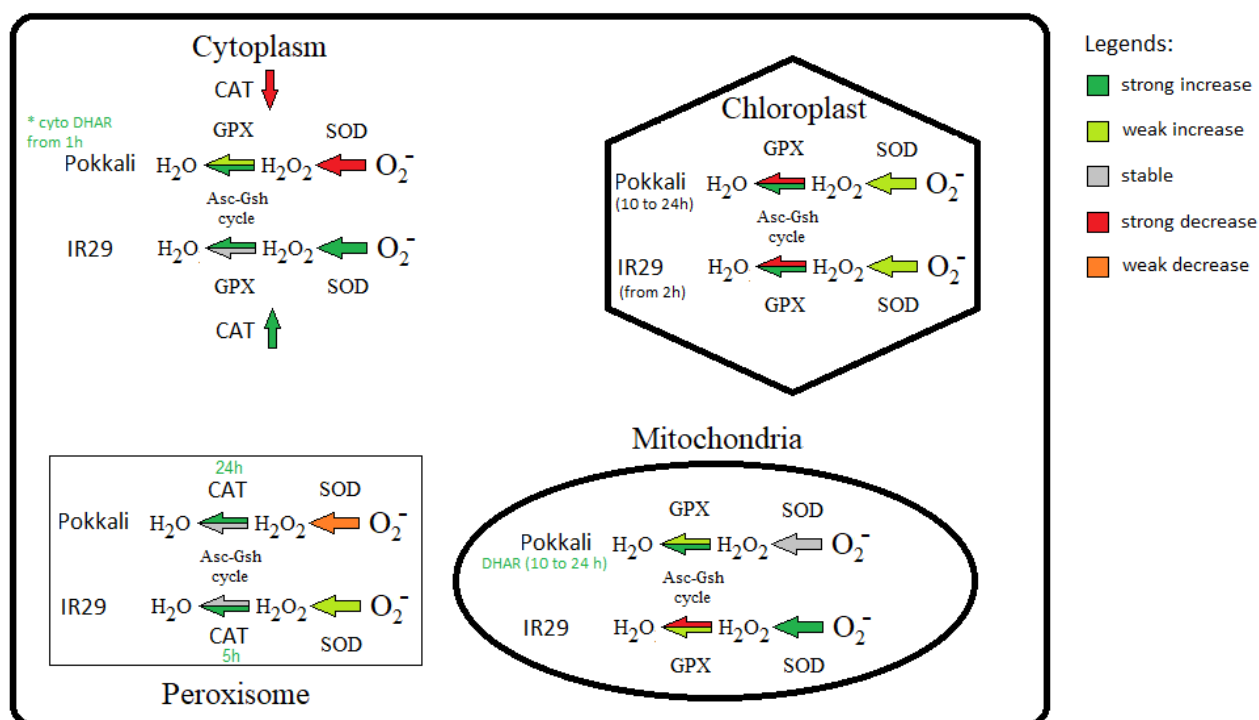 Cytoplasm
CAT
* cyto DHAR
from 1h
GPX SOD
Pokkali H₂O H₂O₂ O₂⁻
Asc-Gsh
cycle
IR29 H₂O H₂O₂ O₂⁻
GPX SOD
CAT
Chloroplast
GPX SOD
Pokkali H₂O H₂O₂ O₂⁻
(10 to 24h)
Asc-Gsh
cycle
IR29 H₂O H₂O₂ O₂⁻
(from 2h)
GPX SOD
Legends:
strong increase
weak increase
stable
strong decrease
weak decrease
24h
CAT SOD
Pokkali H₂O H₂O₂ O₂⁻
Asc-Gsh
cycle
IR29 H₂O H₂O₂ O₂⁻
CAT SOD
5h
Peroxisome
Mitochondria
GPX SOD
Pokkali H₂O H₂O₂ O₂⁻
DHAR (10 to 24 h)
Asc-Gsh
cycle
IR29 H₂O H₂O₂ O₂⁻
GPX SOD